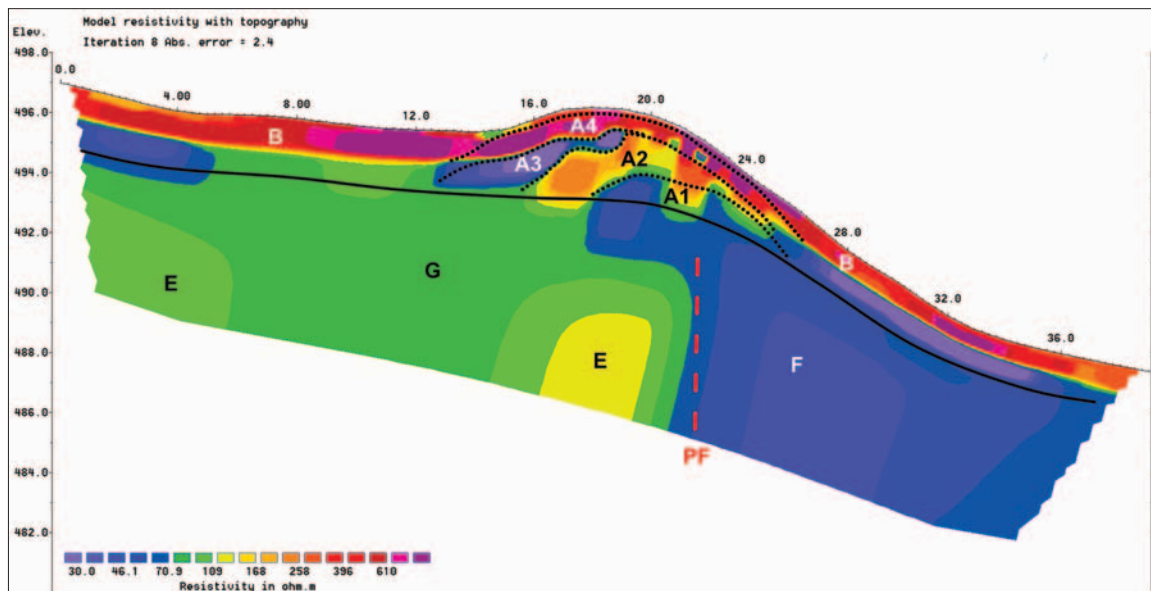 Model resistivity with topography
Elev.
Iteration 8 Abs. error = 2.4
498.0
0.0
4.00
8.00
12.0
16.0
20.0
24.0
28.0
32.0
36.0
496.0
494.0
492.0
490.0
488.0
486.0
484.0
482.0
B
A4
A3
A2
A1
B
E
G
E
F
PF
30.0 46.1 70.9 109 168 258 396 610
Resistivity in ohm.m